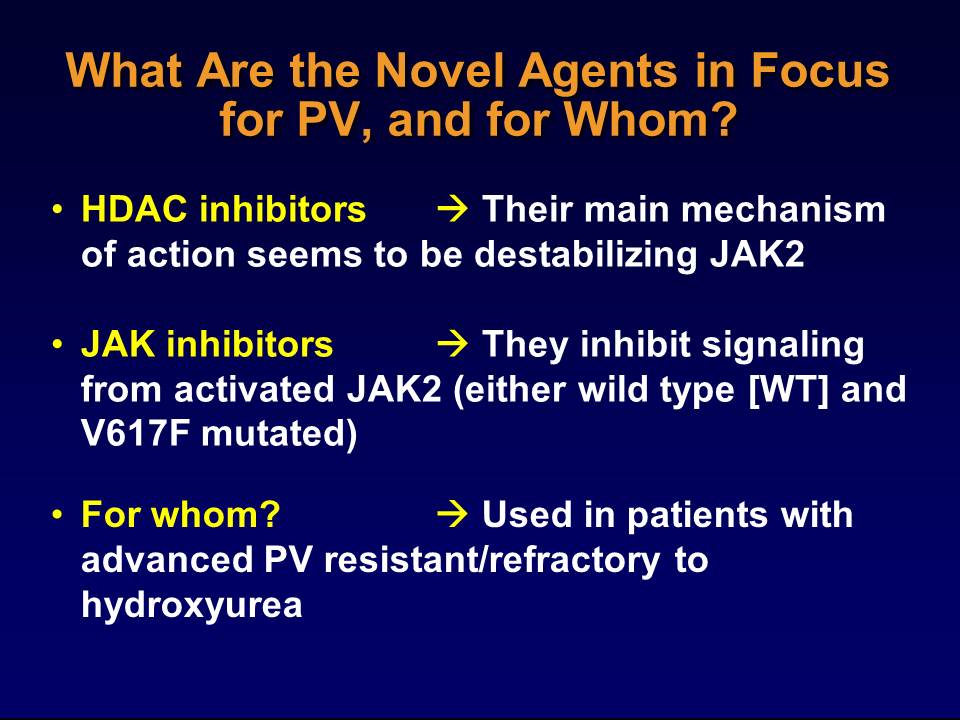 What Are the Novel Agents in Focus
for PV, and for Whom?
• HDAC inhibitors → Their main mechanism
of action seems to be destabilizing JAK2
• JAK inhibitors → They inhibit signaling
from activated JAK2 (either wild type [WT] and
V617F mutated)
• For whom? → Used in patients with
advanced PV resistant/refractory to
hydroxyurea